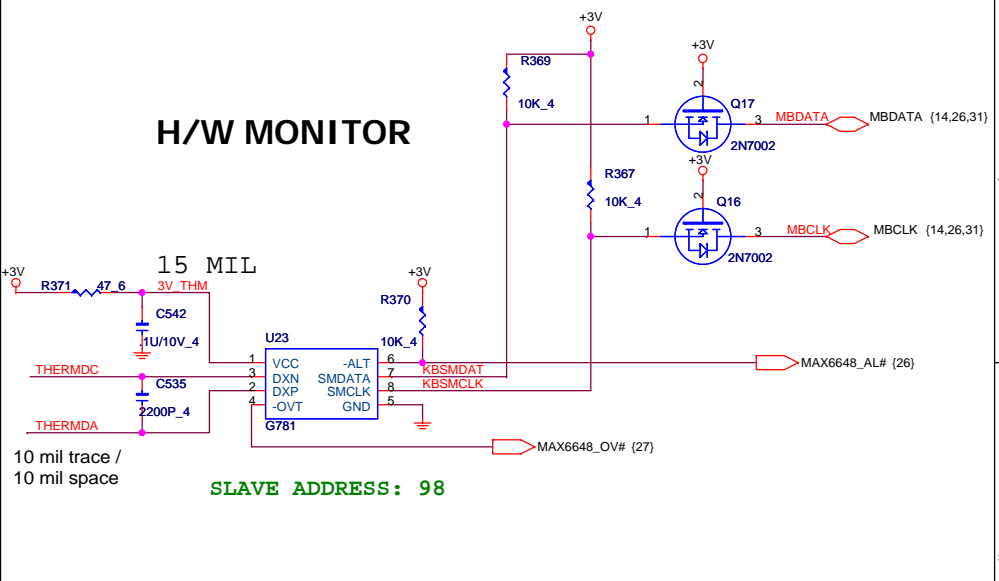 +3V
R369
10K_4
+3V
2
Q17
1
3
MBDATA
MBDATA {14,26,31}
2N7002
H/W MONITOR
+3V
R367
10K_4
2
Q16
1
3
MBCLK
MBCLK {14,26,31}
2N7002
15 MIL
+3V
R371
47_6
3V_THM
+3V
R370
10K_4
C542
.1U/10V_4
U23
1
VCC
-ALT
6
MAX6648_AL# {26}
THERMDC
3
DXN
SMDATA
7
KBSMDAT
C535
2
DXP
SMCLK
8
KBSMCLK
2200P_4
4
-OVT
GND
5
G781
THERMDA
MAX6648_OV# {27}
10 mil trace /
10 mil space
SLAVE ADDRESS: 98